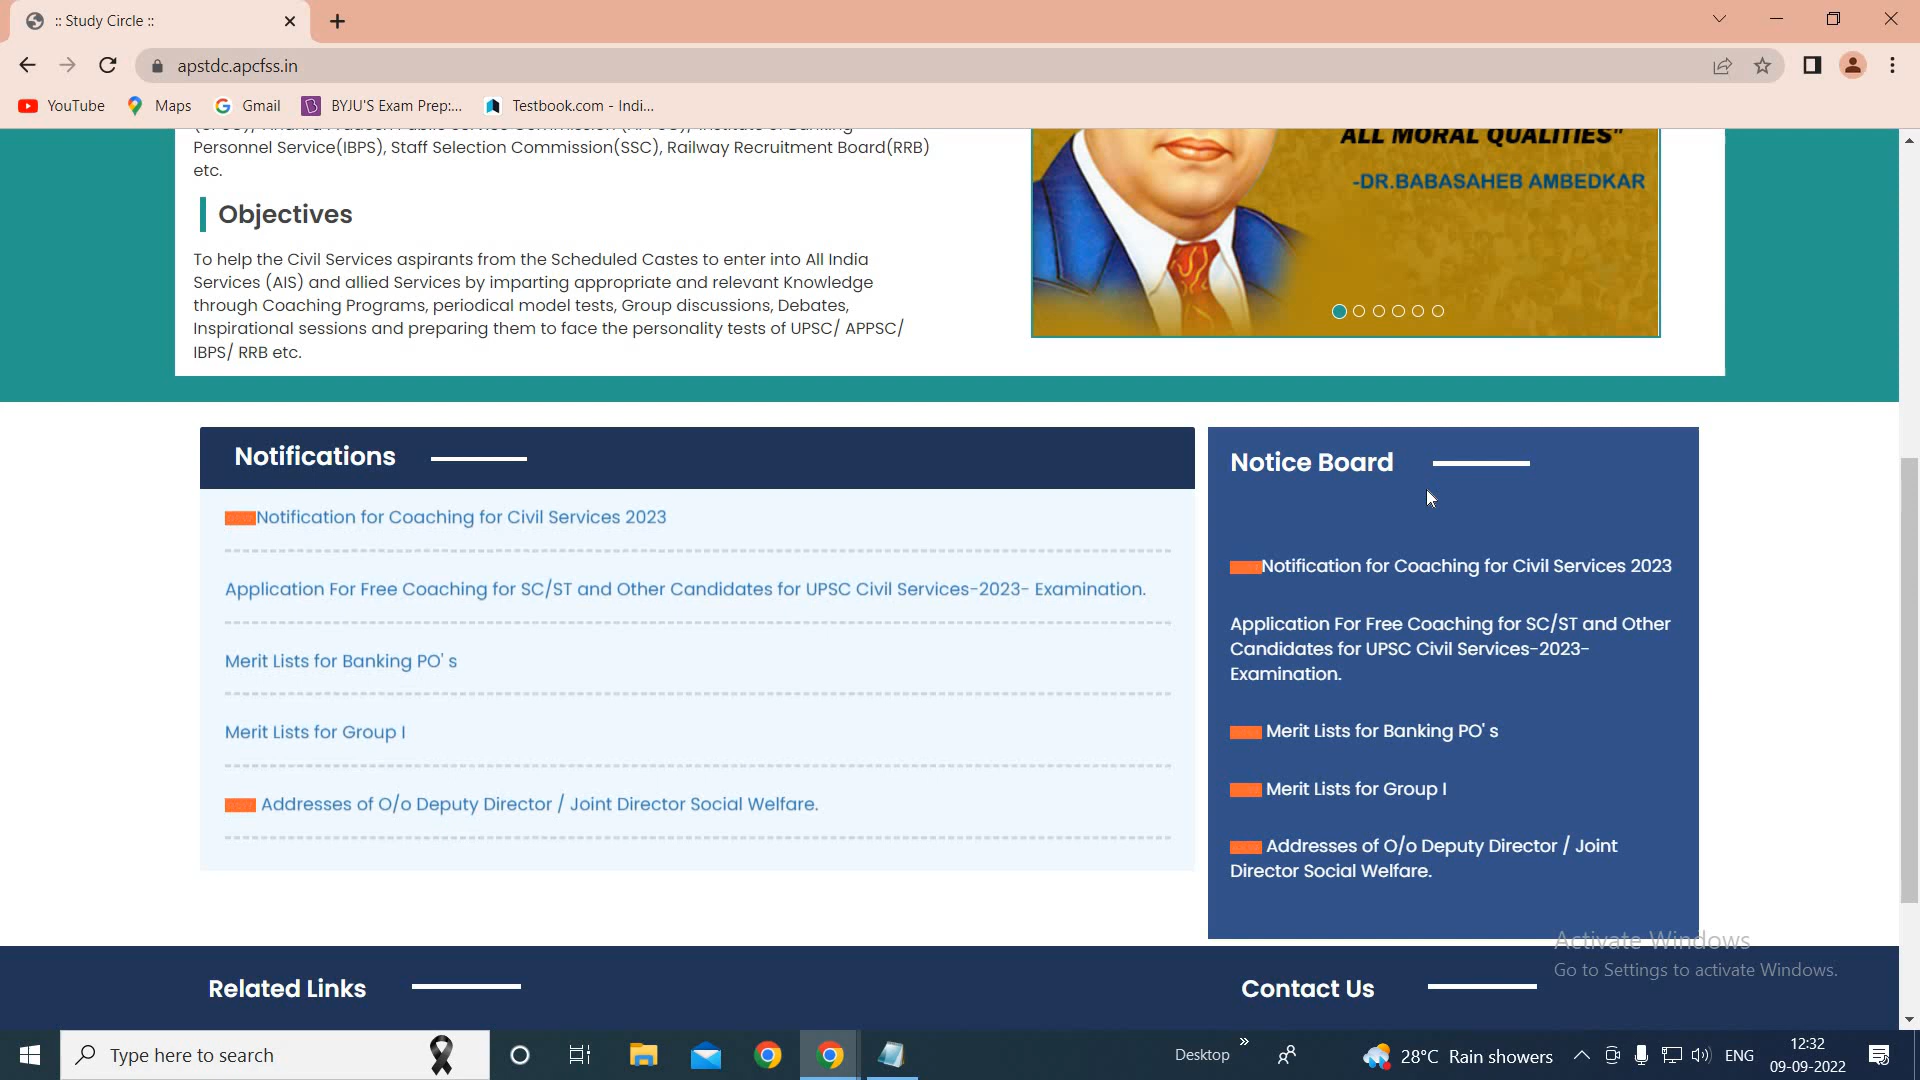 :: Study Circle ::
apstdc.apcfss.in
YouTube
Maps
Gmail
BYJU'S Exam Prep:...
Testbook.com - Indi...
Personnel Service(IBPS), Staff Selection Commission(SSC), Railway Recruitment Board(RRB)
etc.
Objectives
To help the Civil Services aspirants from the Scheduled Castes to enter into All India
Services (AIS) and allied Services by imparting appropriate and relevant Knowledge
through Coaching Programs, periodical model tests, Group discussions, Debates,
Inspirational sessions and preparing them to face the personality tests of UPSC/ APPSC/
IBPS/ RRB etc.
ALL MORAL QUALITIES"
-DR.BABASAHEB AMBEDKAR
Notifications
Notification for Coaching for Civil Services 2023
Application For Free Coaching for SC/ST and Other Candidates for UPSC Civil Services-2023- Examination.
Merit Lists for Banking PO' s
Merit Lists for Group I
Addresses of O/o Deputy Director / Joint Director Social Welfare.
Notice Board
Notification for Coaching for Civil Services 2023
Application For Free Coaching for SC/ST and Other
Candidates for UPSC Civil Services-2023-
Examination.
Merit Lists for Banking PO' s
Merit Lists for Group I
Addresses of O/o Deputy Director / Joint
Director Social Welfare.
Activate Windows
Go to Settings to activate Windows.
Related Links
Contact Us
Type here to search
Desktop
28°C Rain showers
ENG
12:32
09-09-2022